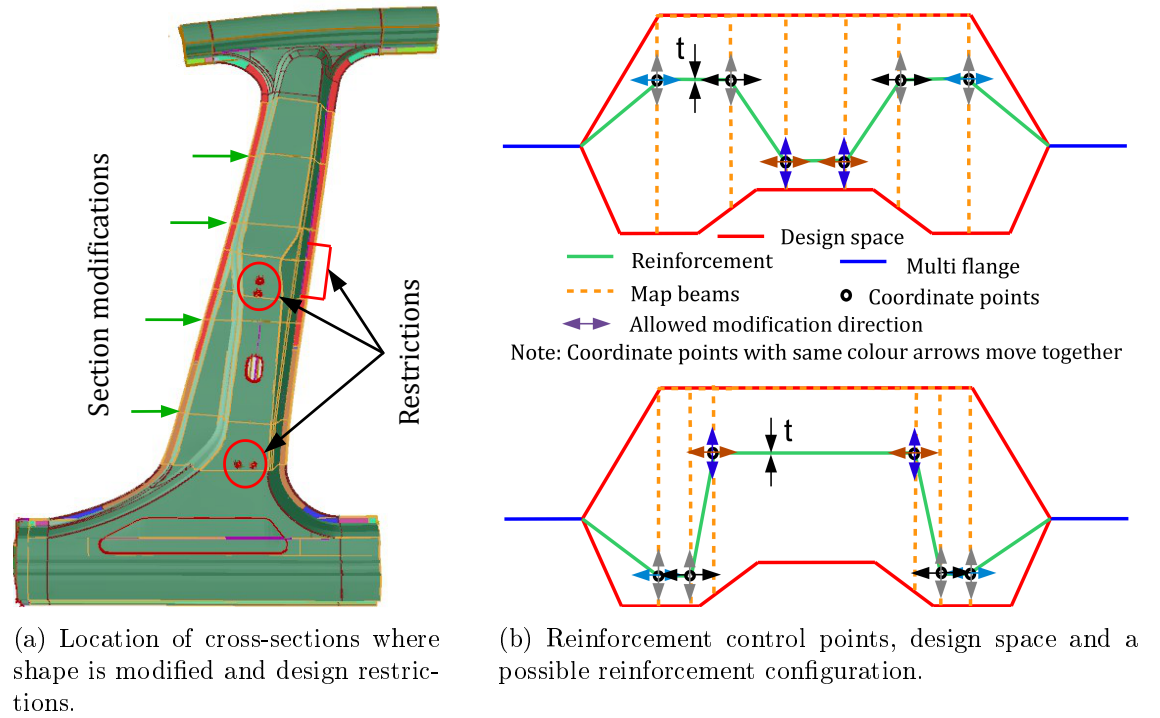 Section modifications
Restrictions
t
Design space
Reinforcement
Multi flange
Map beams
Coordinate points
Allowed modification direction
Note: Coordinate points with same colour arrows move together
t
(a) Location of cross-sections where
shape is modified and design restric-
tions.
(b) Reinforcement control points, design space and a
possible reinforcement configuration.